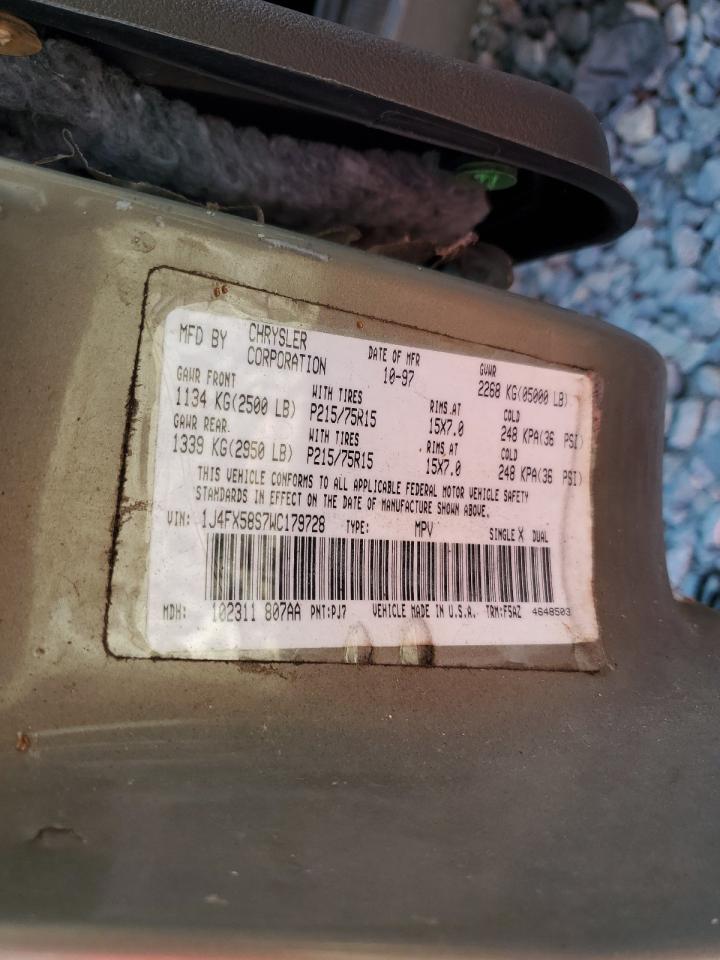 MFD BY CHRYSLER CORPORATION DATE OF MFR 10-97 GVWR 2268 KG(05000 LB)
GAWR FRONT WITH TIRES RIMS.AT COLD
1134 KG(2500 LB) P215/75R15 15X7.0 248 KPA(36 PSI)
GAWR REAR. WITH TIRES RIMS.AT COLD
1339 KG(2950 LB) P215/75R15 15X7.0 248 KPA(36 PSI)
THIS VEHICLE CONFORMS TO ALL APPLICABLE FEDERAL MOTOR VEHICLE SAFETY
STANDARDS IN EFFECT ON THE DATE OF MANUFACTURE SHOWN ABOVE.
VIN: 1J4FX58S7WC179728 TYPE: MPV SINGLE X DUAL
MDH: 102311 807AA PNT:PJ7 VEHICLE MADE IN U.S.A. TRM:F5AZ 4648503